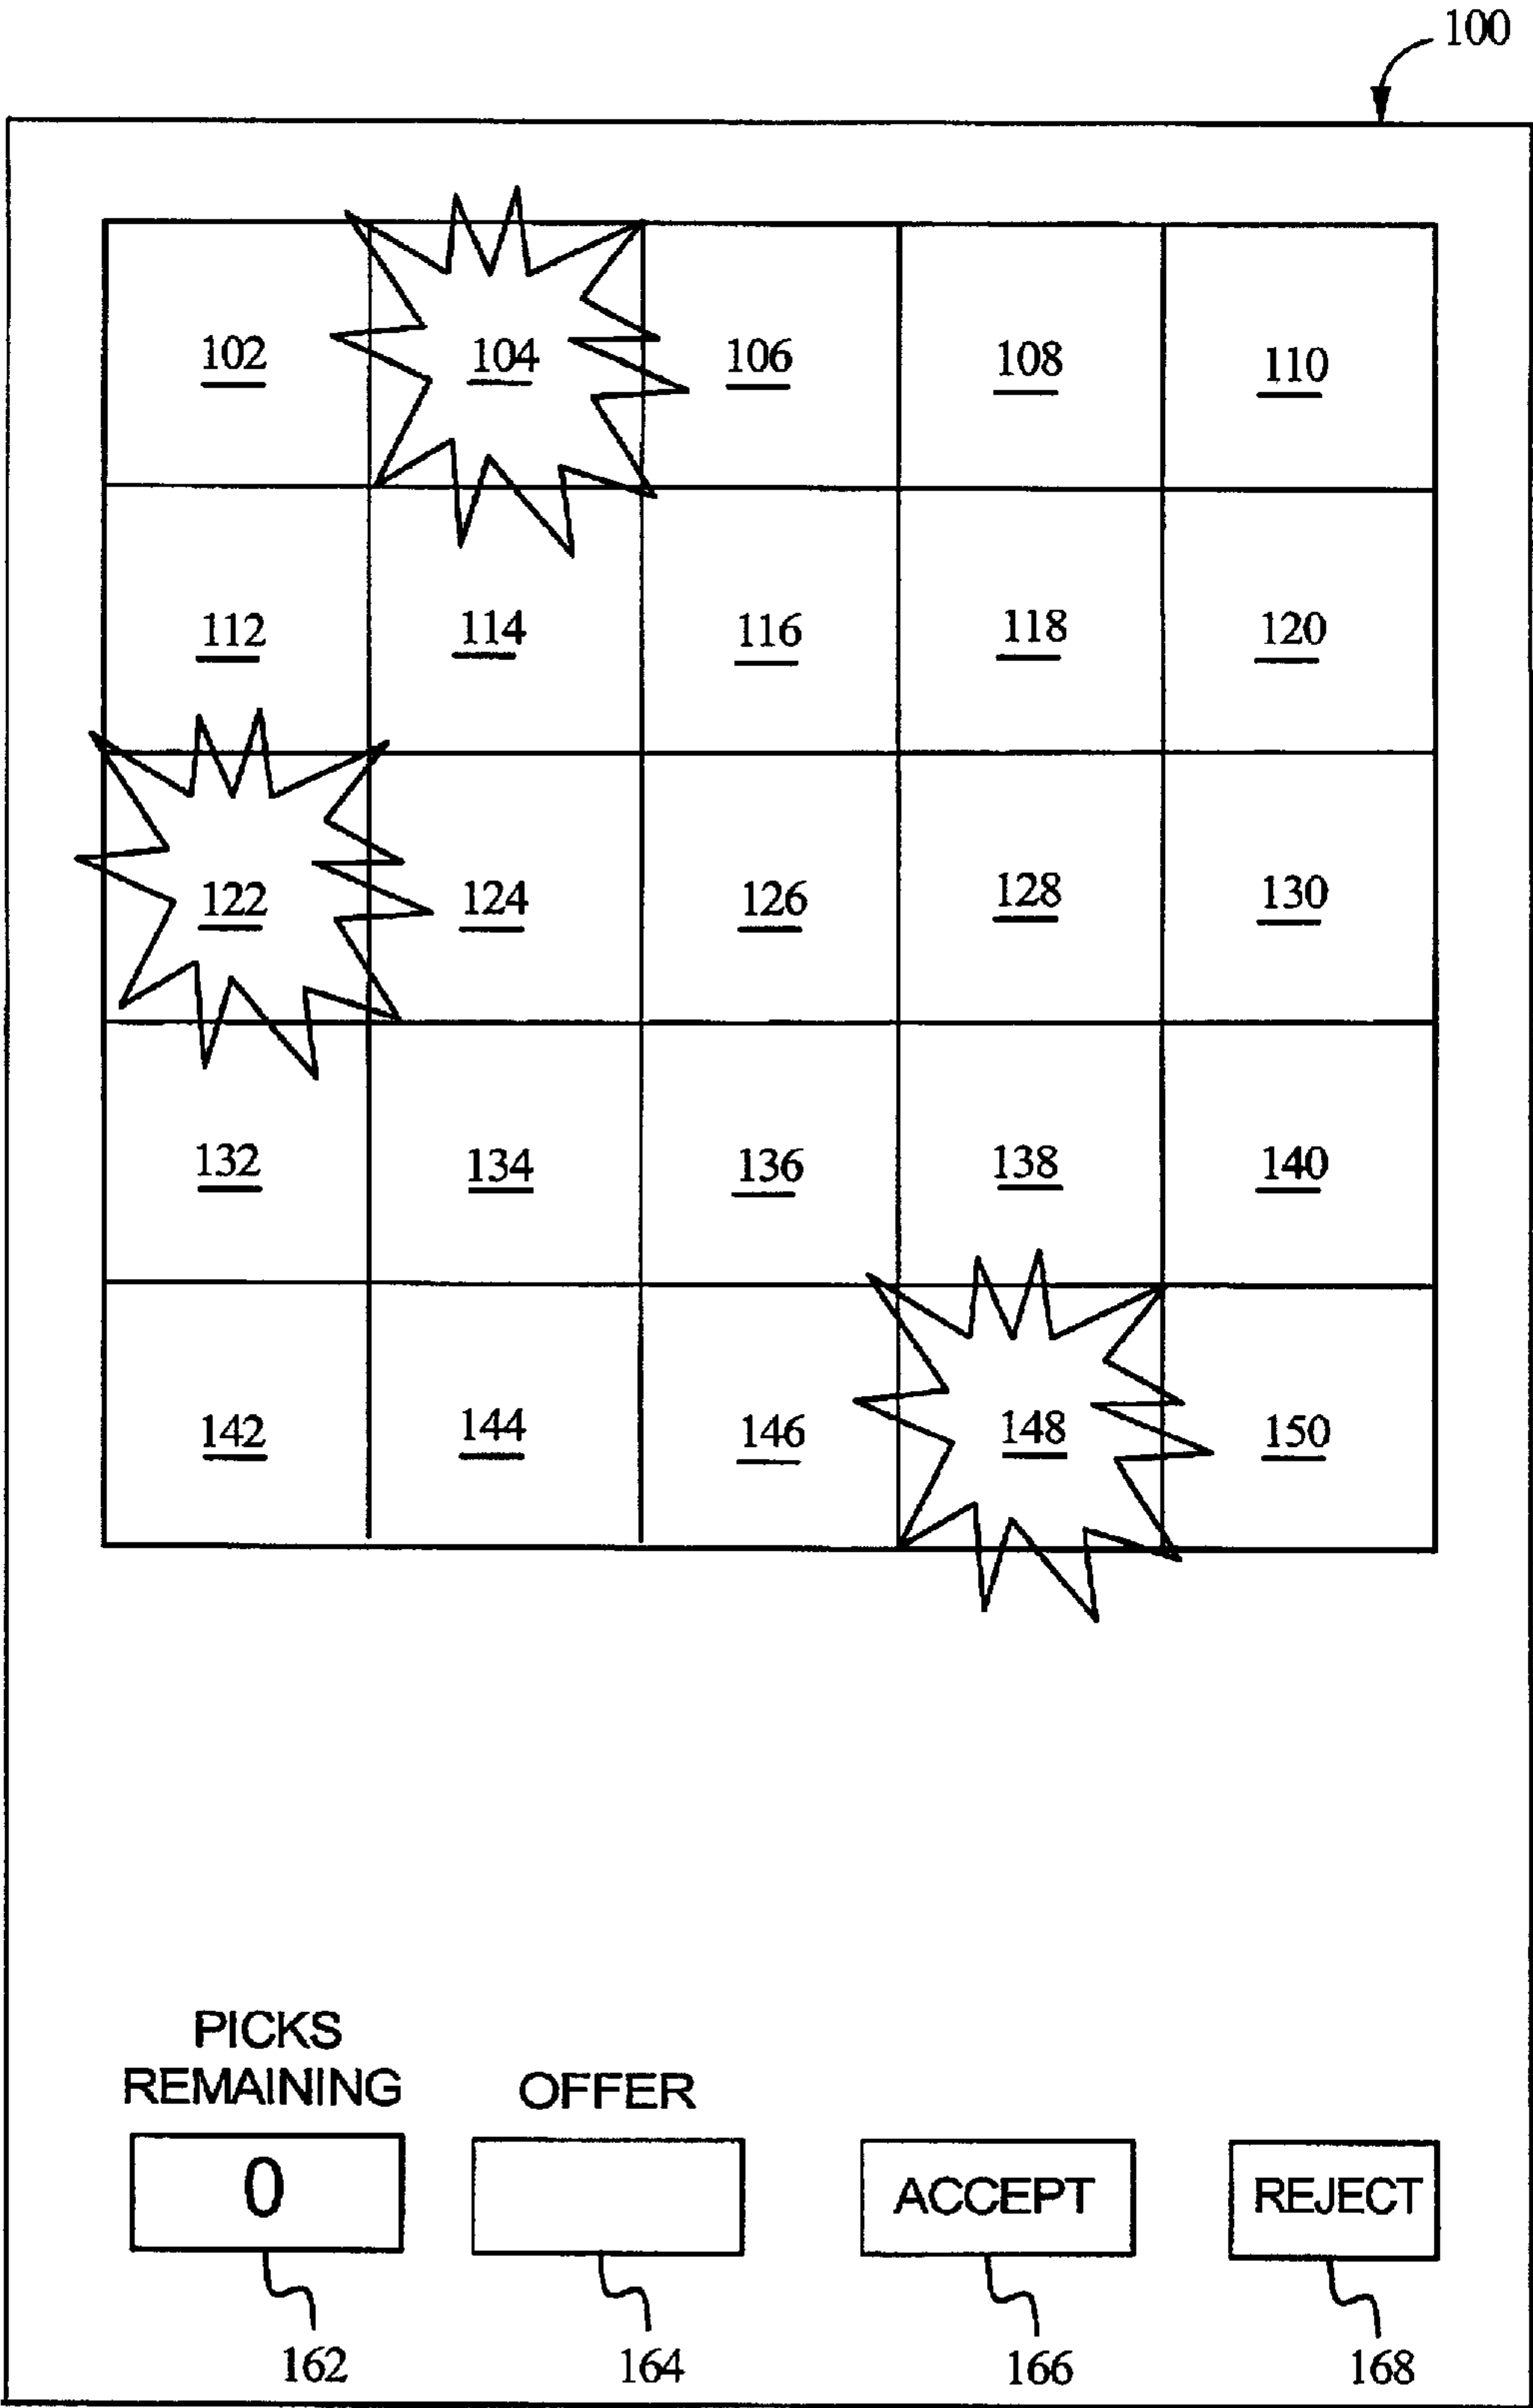 100
102 104 106 108 110
112 114 116 118 120
122 124 126 128 130
132 134 136 138 140
142 144 146 148 150
PICKS
REMAINING OFFER
0 ACCEPT REJECT
162 164 166 168